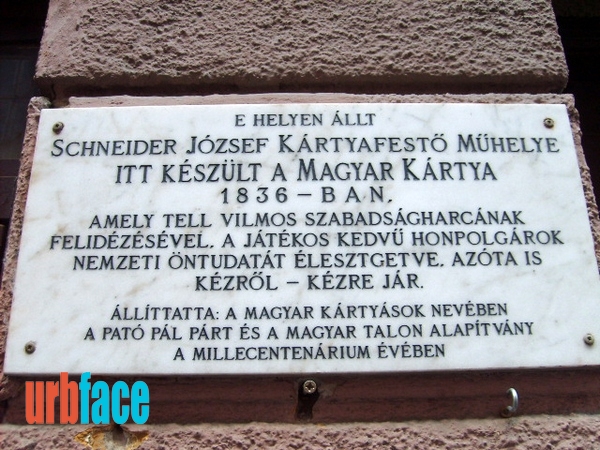 E HELYEN ÁLLT
SCHNEIDER JÓZSEF KÁRTYAFESTŐ MŰHELYE
ITT KÉSZÜLT A MAGYAR KÁRTYA
1836 – BAN,
AMELY TELL VILMOS SZABADSÁGHARCÁNAK
FELIDÉZÉSÉVEL, A JÁTÉKOS KEDVŰ HONPOLGÁROK
NEMZETI ÖNTUDATÁT ÉLESZTGETVE, AZÓTA IS
KÉZRŐL – KÉZRE JÁR.
ÁLLÍTTATTA: A MAGYAR KÁRTYÁSOK NEVÉBEN
A PATÓ PÁL PÁRT ÉS A MAGYAR TALON ALAPÍTVÁNY
A MILLECENTENÁRIUM ÉVÉBEN
urbface